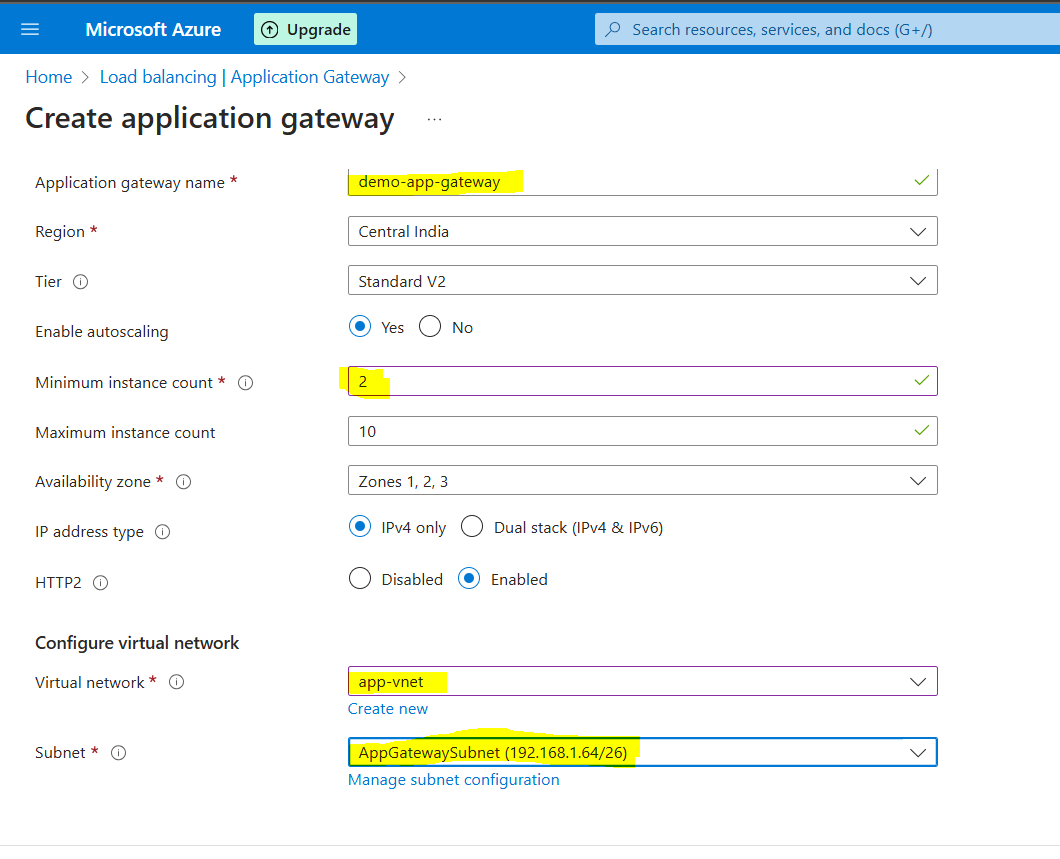 Microsoft Azure Upgrade Search resources, services, and docs (G+/)
Home > Load balancing | Application Gateway >
Create application gateway ...
Application gateway name * demo-app-gateway
Region * Central India
Tier Standard V2
Enable autoscaling Yes No
Minimum instance count * 2
Maximum instance count 10
Availability zone * Zones 1, 2, 3
IP address type IPv4 only Dual stack (IPv4 & IPv6)
HTTP2 Disabled Enabled
Configure virtual network
Virtual network * app-vnet
Create new
Subnet * AppGatewaySubnet (192.168.1.64/26)
Manage subnet configuration